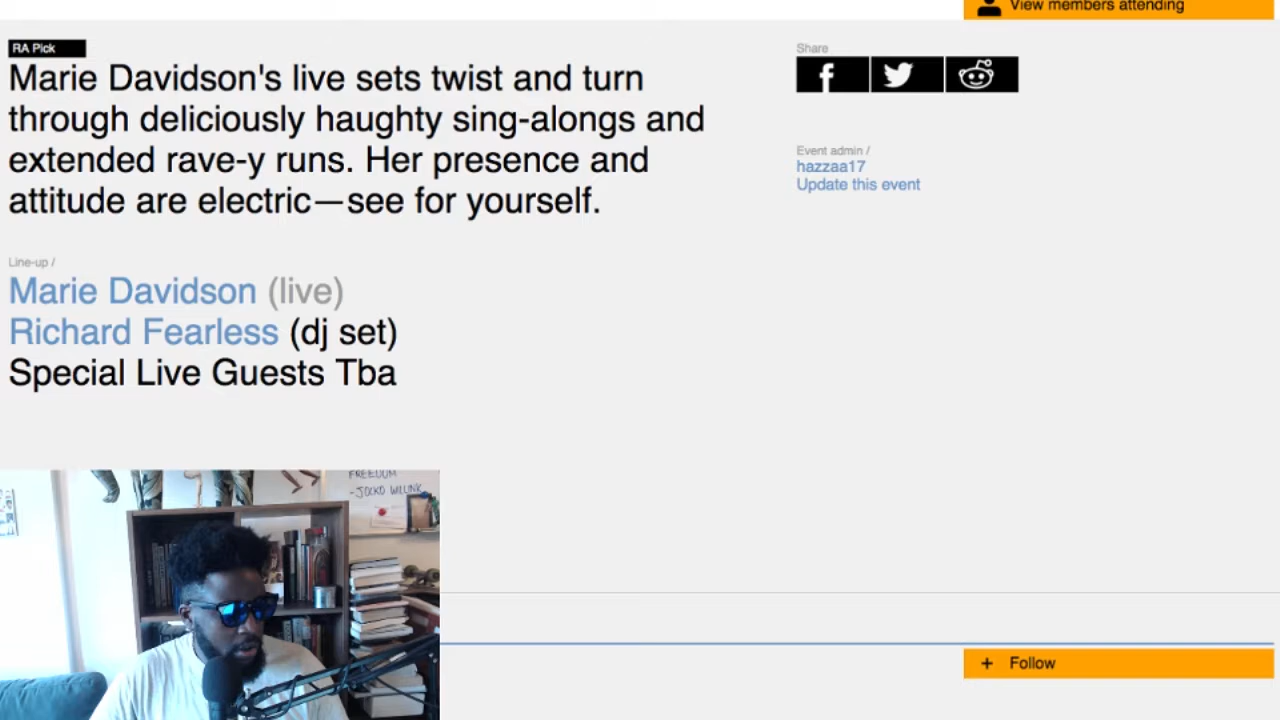 View members attending
RA Pick
Marie Davidson's live sets twist and turn
through deliciously haughty sing-alongs and
extended rave-y runs. Her presence and
attitude are electric—see for yourself.
Share
Event admin /
hazzaa17
Update this event
Line-up /
Marie Davidson (live)
Richard Fearless (dj set)
Special Live Guests Tba
FREEDOM
-JOCKO WILLINK
+ Follow